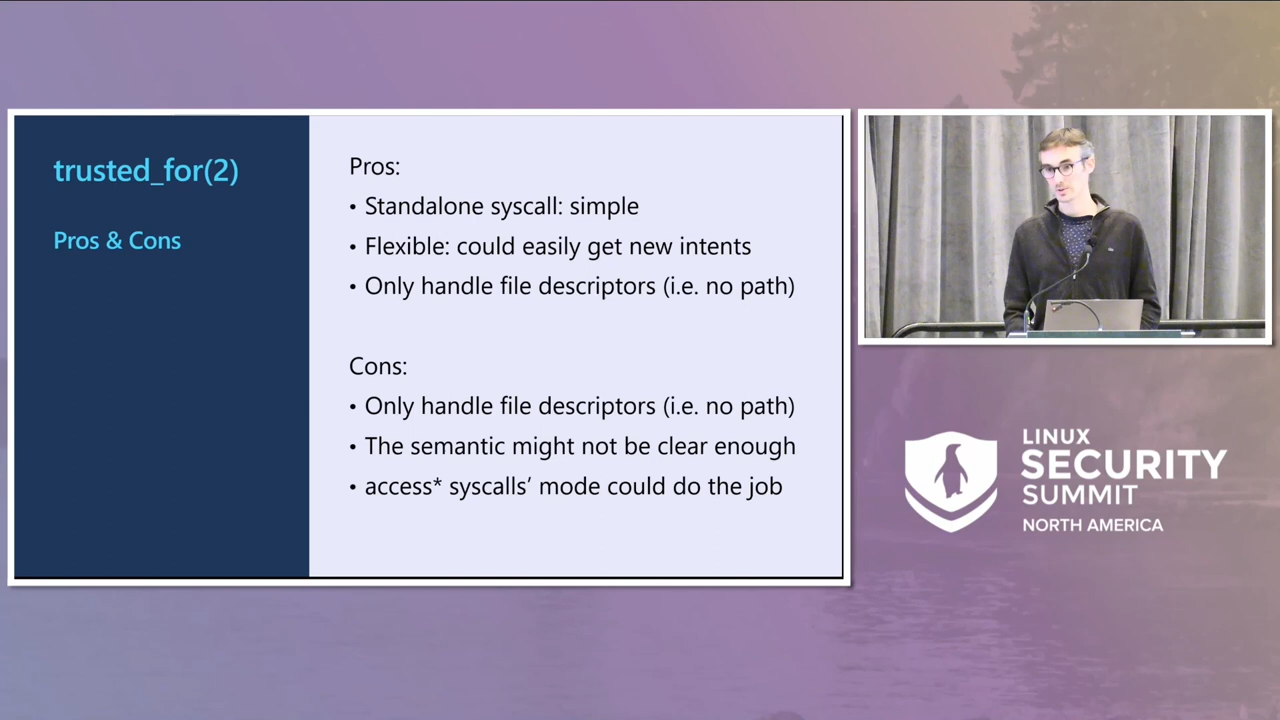 trusted_for(2)
Pros & Cons
Pros:
• Standalone syscall: simple
• Flexible: could easily get new intents
• Only handle file descriptors (i.e. no path)
Cons:
• Only handle file descriptors (i.e. no path)
• The semantic might not be clear enough
• access* syscalls’ mode could do the job
LINUX
SECURITY
SUMMIT
NORTH AMERICA